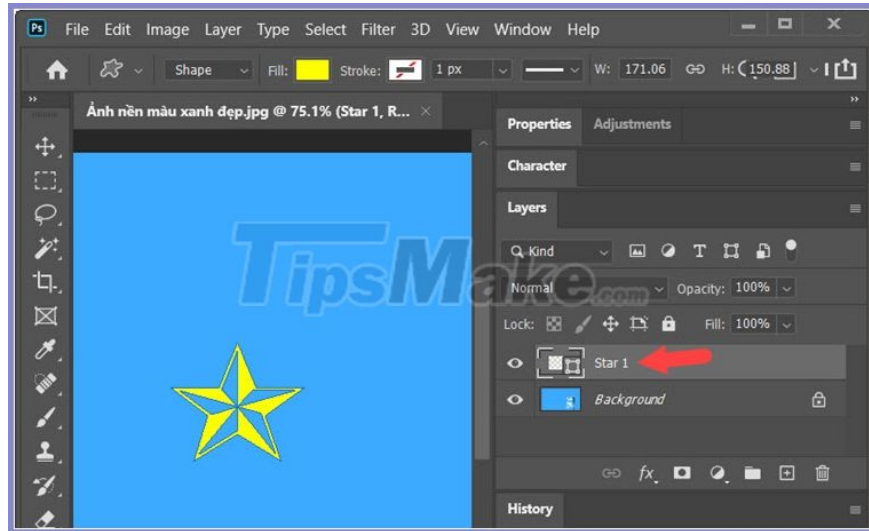 Ps File Edit Image Layer Type Select Filter 3D View Window Help
Shape Fill: Stroke: 1 px W: 171.06 H: 150.88
Ảnh nền màu xanh đẹp.jpg @ 75.1% (Star 1, R... ×
Properties Adjustments
Character
Layers
TipsMake.com
Kind
Normal Opacity: 100%
Lock: Fill: 100%
Star 1
Background
fx
History